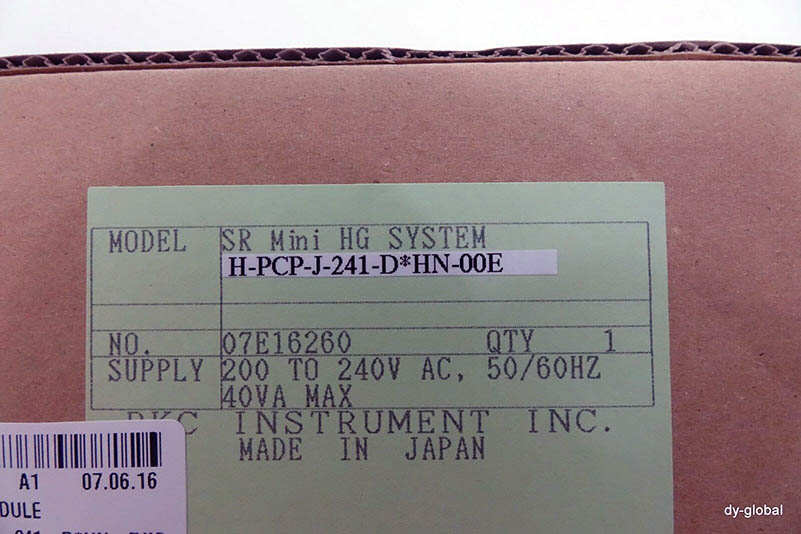 MODEL SR Mini HG SYSTEM
H-PCP-J-241-D*HN-00E
NO. 07E16260 QTY 1
SUPPLY 200 TO 240V AC, 50/60HZ
40VA MAX
RKC INSTRUMENT INC.
MADE IN JAPAN
A1 07.06.16
DULE
dy-global